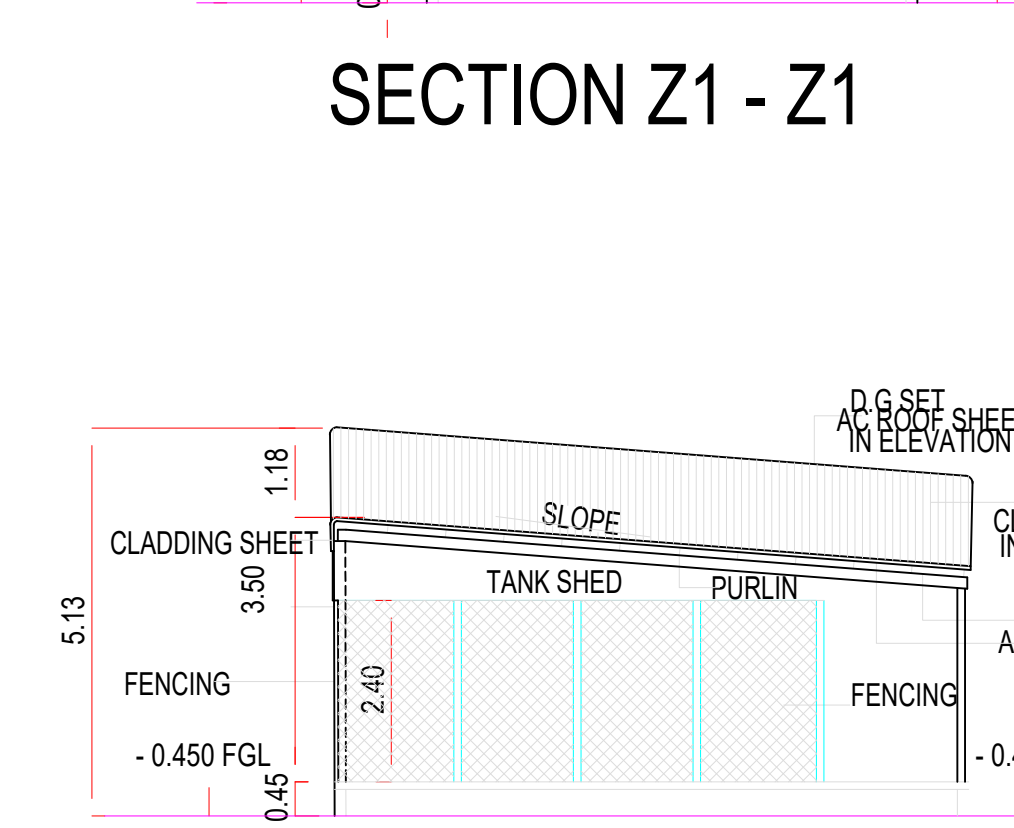 SECTION Z1 - Z1
D.G SET
AC ROOF SHEE
IN ELEVATION
1.18
SLOPE
CLADDING SHEET
3.50
TANK SHED
PURLIN
5.13
2.40
FENCING
FENCING
- 0.450 FGL
0.45